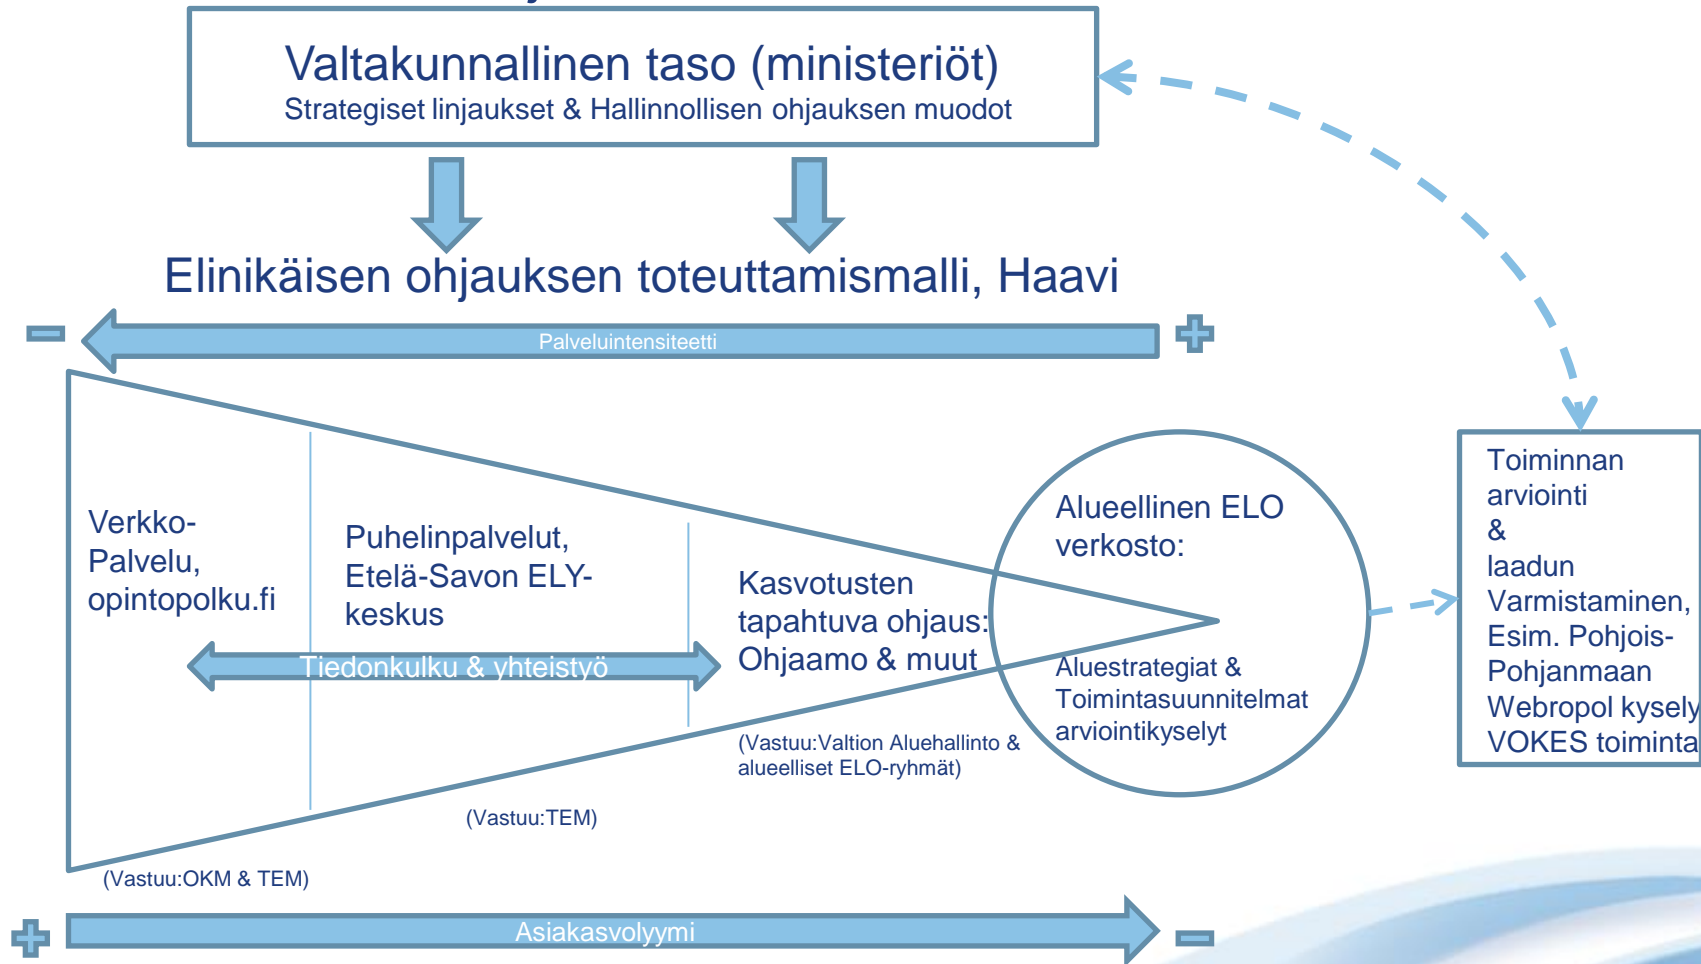 Valtakunnallinen taso (ministeriöt)
Strategiset linjaukset & Hallinnollisen ohjauksen muodot
Elinikäisen ohjauksen toteuttamismalli, Haavi
Palveluintensiteetti
Verkko-
Palvelu,
opintopolku.fi
Puhelinpalvelut,
Etelä-Savon ELY-
keskus
Tiedonkulku & yhteistyö
Kasvotusten
tapahtuva ohjaus:
Ohjaamo & muut
Alueellinen ELO
verkosto:
Aluestrategiat &
Toimintasuunnitelmat
arviointikyselyt
Toiminnan
arviointi
&
laadun
Varmistaminen,
Esim. Pohjois-
Pohjanmaan
Webropol kysely
VOKES toiminta
(Vastuu:Valtion Aluehallinto &
alueelliset ELO-ryhmät)
(Vastuu:TEM)
(Vastuu:OKM & TEM)
Asiakasvolyymi